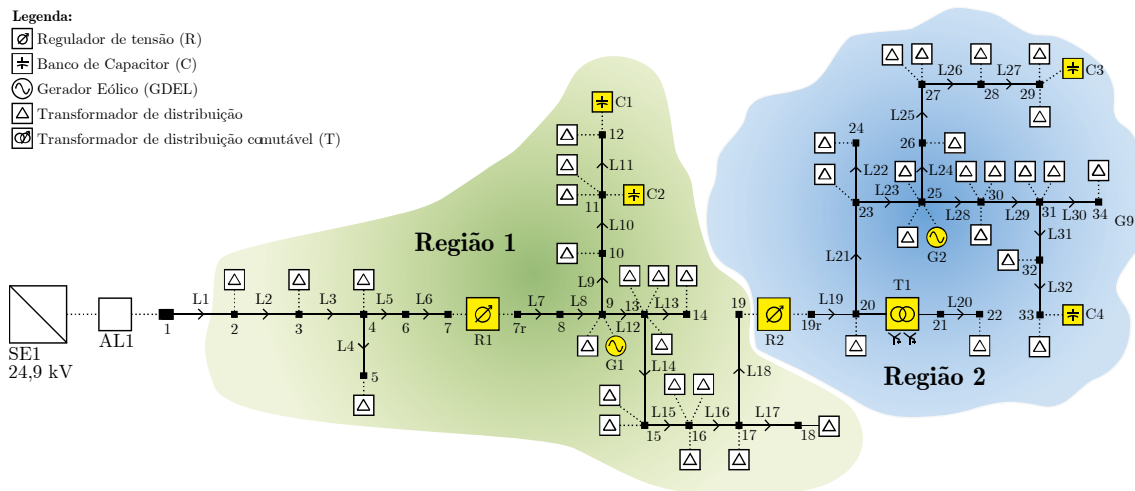 Legenda:
Regulador de tensão (R)
Banco de Capacitor (C)
Gerador Eólico (GDEL)
Transformador de distribuição
Transformador de distribuição comutável (T)
SE1
24,9 kV
AL1
Região 1
1
L1
2
L2
3
L3
4
L4
5
L5
6
L6
7
R1
7r
L7
8
L8
9
G1
L9
10
L10
11
C2
L11
12
C1
L12
13
L13
14
L14
15
L15
16
L16
17
L17
18
L18
19
R2
Região 2
19r
L19
20
T1
21
L20
22
L21
23
L22
24
L23
25
G2
L24
26
L25
27
L26
28
L27
29
C3
L28
30
L29
31
L30
34
G9
L31
32
L32
33
C4